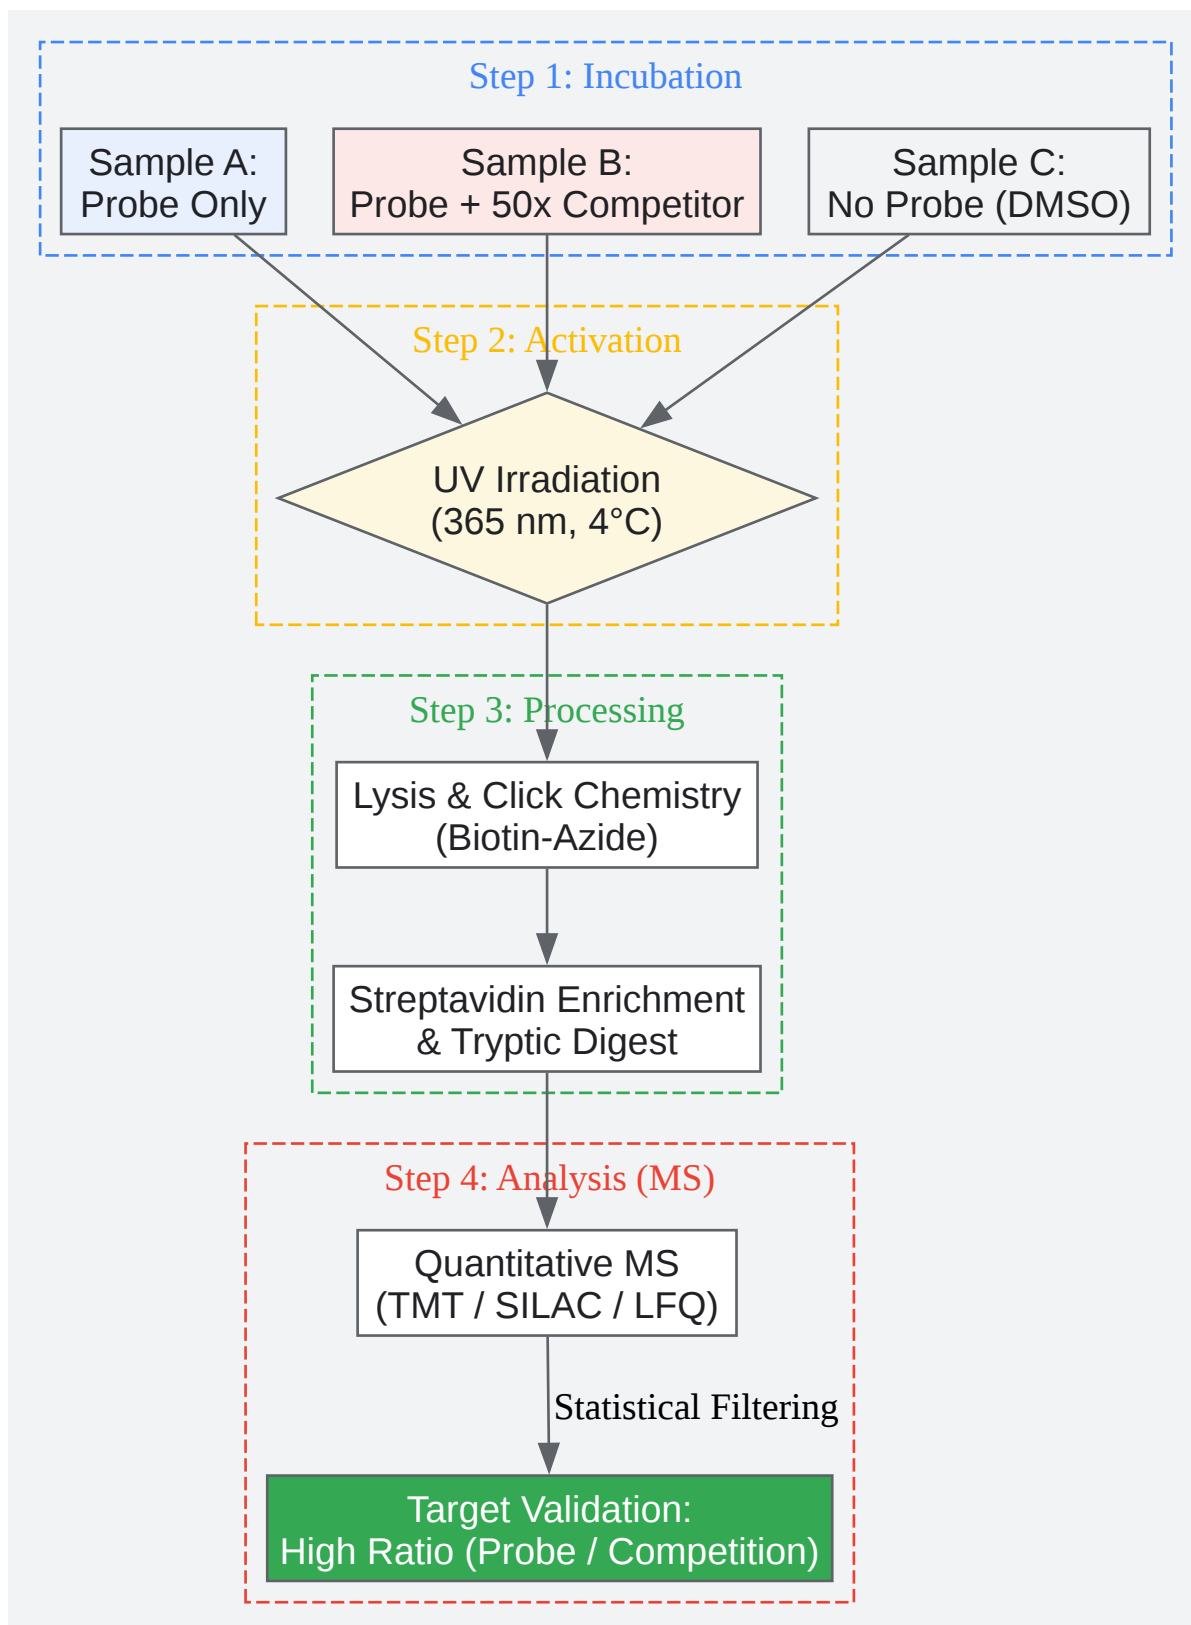 Step 1: Incubation
Sample A:
Probe Only
Sample B:
Probe + 50x Competitor
Sample C:
No Probe (DMSO)
Step 2: Activation
UV Irradiation
(365 nm, 4°C)
Step 3: Processing
Lysis & Click Chemistry
(Biotin-Azide)
Streptavidin Enrichment
& Tryptic Digest
Step 4: Analysis (MS)
Quantitative MS
(TMT / SILAC / LFQ)
Statistical Filtering
Target Validation:
High Ratio (Probe / Competition)